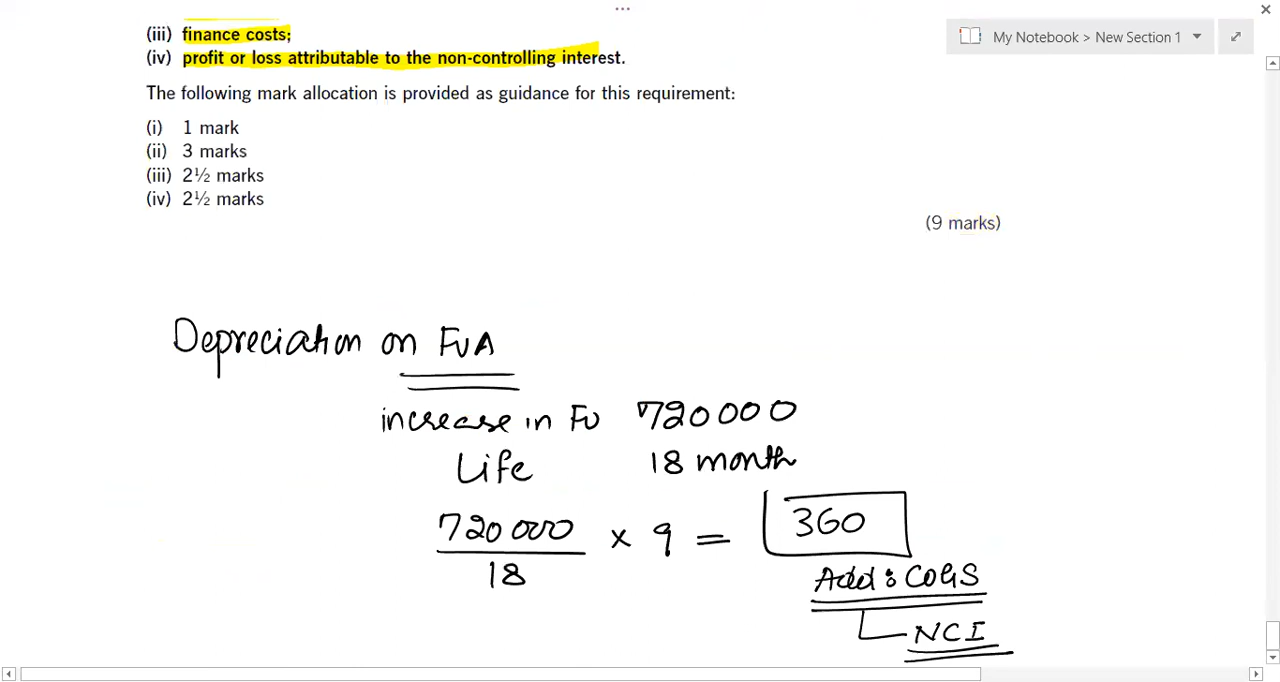 (iii) finance costs;
My Notebook > New Section 1
(iv) profit or loss attributable to the non-controlling interest.
The following mark allocation is provided as guidance for this requirement:
(i) 1 mark
(ii) 3 marks
(iii) 2½ marks
(iv) 2½ marks
(9 marks)
Depreciation on FVA
increase in FV 720000
Life 18 month
720000 × 9 = 360
18
Add: COGS
NCI